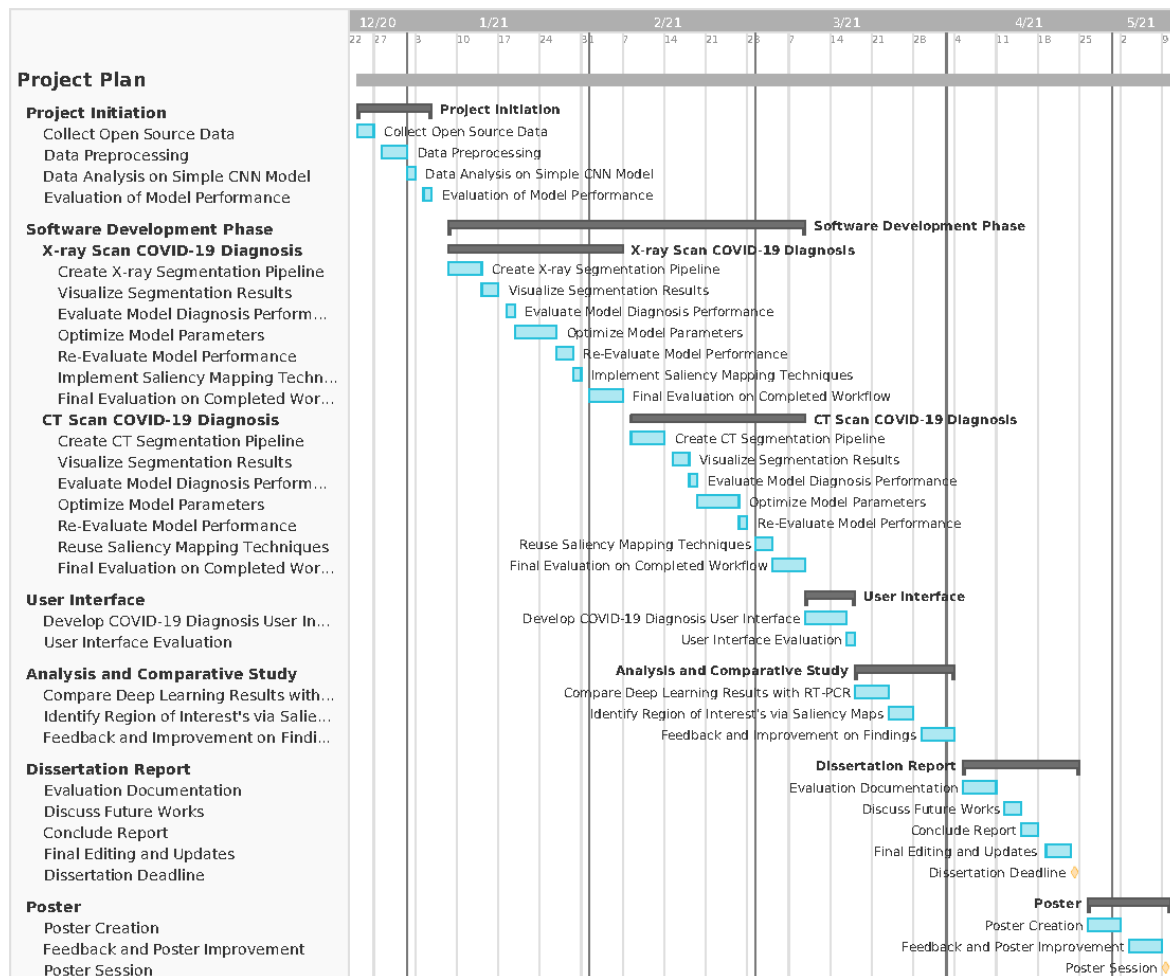 12/20 1/21 2/21 3/21 4/21 5/21
22 27 3 10 17 24 31 7 14 21 28 7 14 21 28 4 11 18 25 2 9
Project Plan
Project Initiation Project Initiation
Collect Open Source Data Collect Open Source Data
Data Preprocessing Data Preprocessing
Data Analysis on Simple CNN Model Data Analysis on Simple CNN Model
Evaluation of Model Performance Evaluation of Model Performance
Software Development Phase Software Development Phase
X-ray Scan COVID-19 Diagnosis X-ray Scan COVID-19 Diagnosis
Create X-ray Segmentation Pipeline Create X-ray Segmentation Pipeline
Visualize Segmentation Results Visualize Segmentation Results
Evaluate Model Diagnosis Perform... Evaluate Model Diagnosis Performance
Optimize Model Parameters Optimize Model Parameters
Re-Evaluate Model Performance Re-Evaluate Model Performance
Implement Saliency Mapping Techn... Implement Saliency Mapping Techniques
Final Evaluation on Completed Wor... Final Evaluation on Completed Workflow
CT Scan COVID-19 Diagnosis CT Scan COVID-19 Diagnosis
Create CT Segmentation Pipeline Create CT Segmentation Pipeline
Visualize Segmentation Results Visualize Segmentation Results
Evaluate Model Diagnosis Perform... Evaluate Model Diagnosis Performance
Optimize Model Parameters Optimize Model Parameters
Re-Evaluate Model Performance Re-Evaluate Model Performance
Reuse Saliency Mapping Techniques Reuse Saliency Mapping Techniques
Final Evaluation on Completed Wor... Final Evaluation on Completed Workflow
User Interface User Interface
Develop COVID-19 Diagnosis User In... Develop COVID-19 Diagnosis User Interface
User Interface Evaluation User Interface Evaluation
Analysis and Comparative Study Analysis and Comparative Study
Compare Deep Learning Results with... Compare Deep Learning Results with RT-PCR
Identify Region of Interest's via Salie... Identify Region of Interest's via Saliency Maps
Feedback and Improvement on Findi... Feedback and Improvement on Findings
Dissertation Report Dissertation Report
Evaluation Documentation Evaluation Documentation
Discuss Future Works Discuss Future Works
Conclude Report Conclude Report
Final Editing and Updates Final Editing and Updates
Dissertation Deadline Dissertation Deadline
Poster Poster
Poster Creation Poster Creation
Feedback and Poster Improvement Feedback and Poster Improvement
Poster Session Poster Session